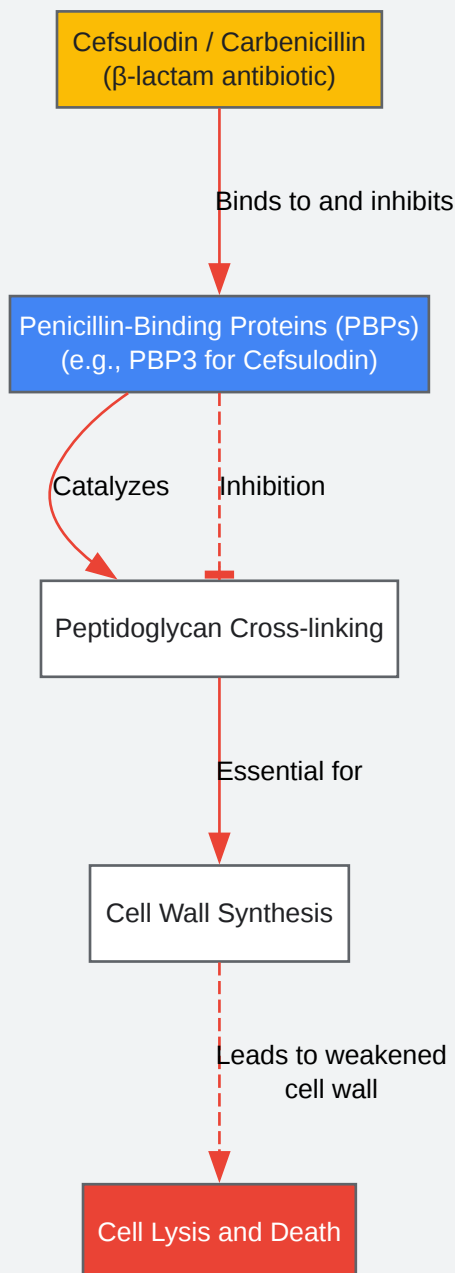 Cefsulodin / Carbenicillin
(β-lactam antibiotic)
Binds to and inhibits
Penicillin-Binding Proteins (PBPs)
(e.g., PBP3 for Cefsulodin)
Catalyzes
Inhibition
Peptidoglycan Cross-linking
Essential for
Cell Wall Synthesis
Leads to weakened
cell wall
Cell Lysis and Death